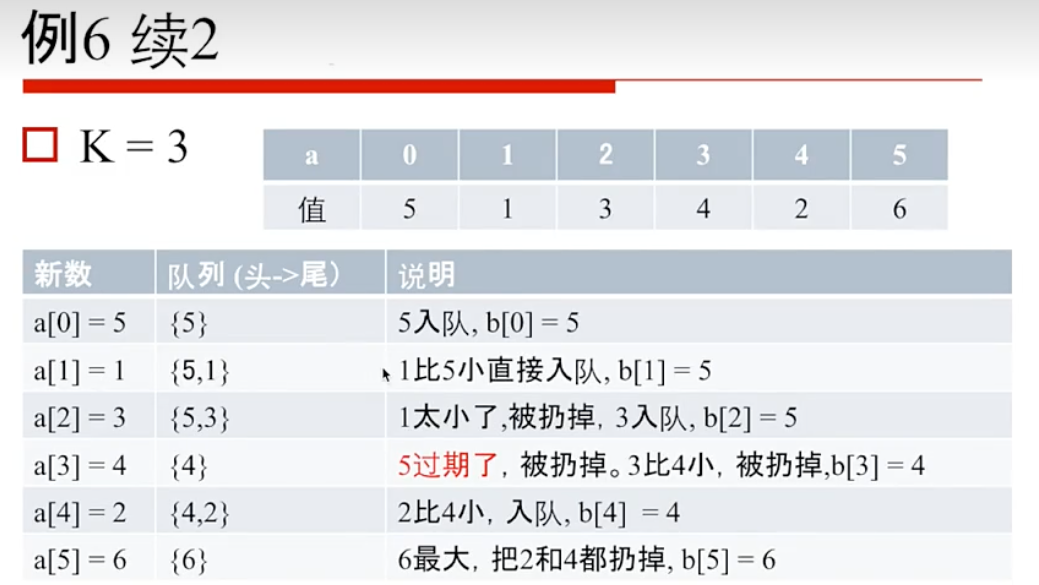 例6 续2
K = 3
a 0 1 2 3 4 5
值 5 1 3 4 2 6
新数 队列 (头->尾） 说明
a[0] = 5 {5} 5入队, b[0] = 5
a[1] = 1 {5,1} 1比5小直接入队, b[1] = 5
a[2] = 3 {5,3} 1太小了,被扔掉，3入队, b[2] = 5
a[3] = 4 {4} 5过期了，被扔掉。3比4小，被扔掉,b[3] = 4
a[4] = 2 {4,2} 2比4小，入队, b[4] = 4
a[5] = 6 {6} 6最大，把2和4都扔掉, b[5] = 6